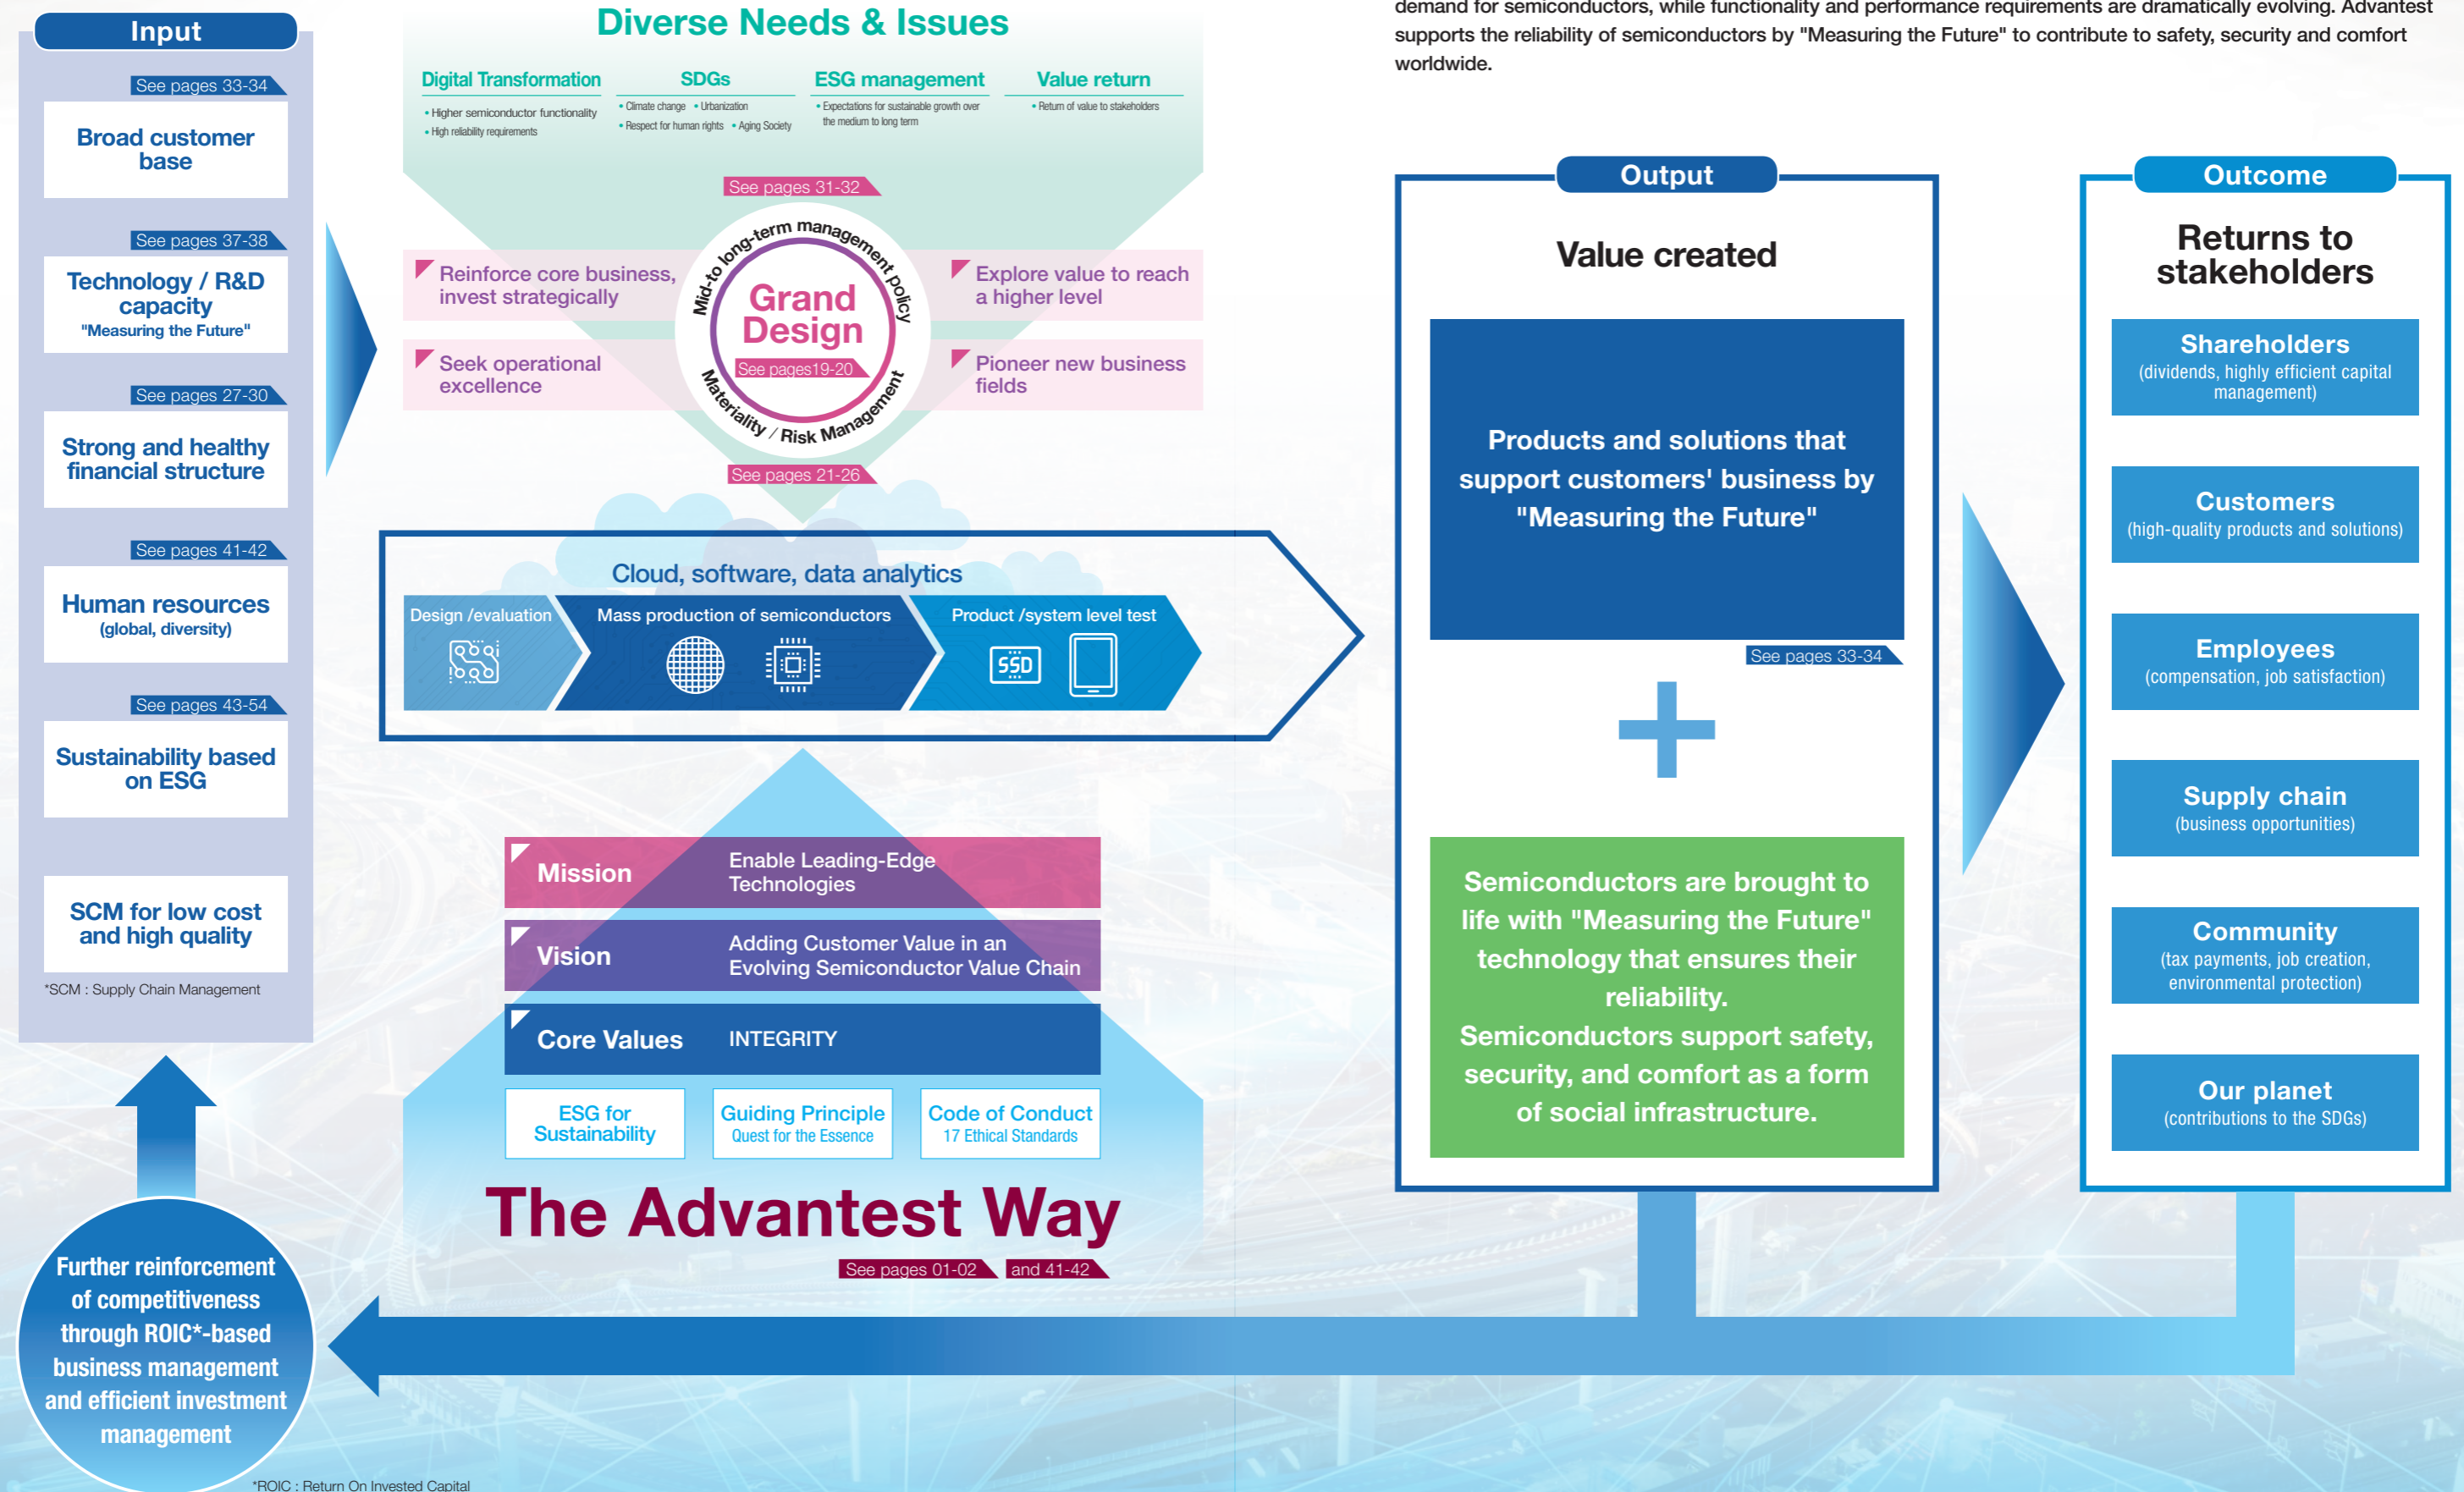 Input
See pages 33-34
Broad customer
base
See pages 37-38
Technology / R&D
capacity
"Measuring the Future"
See pages 27-30
Strong and healthy
financial structure
See pages 41-42
Human resources
(global, diversity)
See pages 43-54
Sustainability based
on ESG
SCM for low cost
and high quality
*SCM : Supply Chain Management
Further reinforcement
of competitiveness
through ROIC*-based
business management
and efficient investment
management
*ROIC : Return On Invested Capital
Diverse Needs & Issues
Digital Transformation
• Higher semiconductor functionality
• High reliability requirements
SDGs
• Climate change • Urbanization
• Respect for human rights • Aging Society
ESG management
• Expectations for sustainable growth over
the medium to long term
Value return
• Return of value to stakeholders
See pages 31-32
Mid-to long-term management policy
Grand
Design
See pages19-20
Materiality / Risk Management
See pages 21-26
Reinforce core business,
invest strategically
Seek operational
excellence
Explore value to reach
a higher level
Pioneer new business
fields
Cloud, software, data analytics
Design /evaluation
Mass production of semiconductors
Product /system level test
SSD
Mission
Enable Leading-Edge
Technologies
Vision
Adding Customer Value in an
Evolving Semiconductor Value Chain
Core Values
INTEGRITY
ESG for
Sustainability
Guiding Principle
Quest for the Essence
Code of Conduct
17 Ethical Standards
The Advantest Way
See pages 01-02 and 41-42
demand for semiconductors, while functionality and performance requirements are dramatically evolving. Advantest
supports the reliability of semiconductors by "Measuring the Future" to contribute to safety, security and comfort
worldwide.
Output
Value created
Products and solutions that
support customers' business by
"Measuring the Future"
See pages 33-34
+
Semiconductors are brought to
life with "Measuring the Future"
technology that ensures their
reliability.
Semiconductors support safety,
security, and comfort as a form
of social infrastructure.
Outcome
Returns to
stakeholders
Shareholders
(dividends, highly efficient capital
management)
Customers
(high-quality products and solutions)
Employees
(compensation, job satisfaction)
Supply chain
(business opportunities)
Community
(tax payments, job creation,
environmental protection)
Our planet
(contributions to the SDGs)